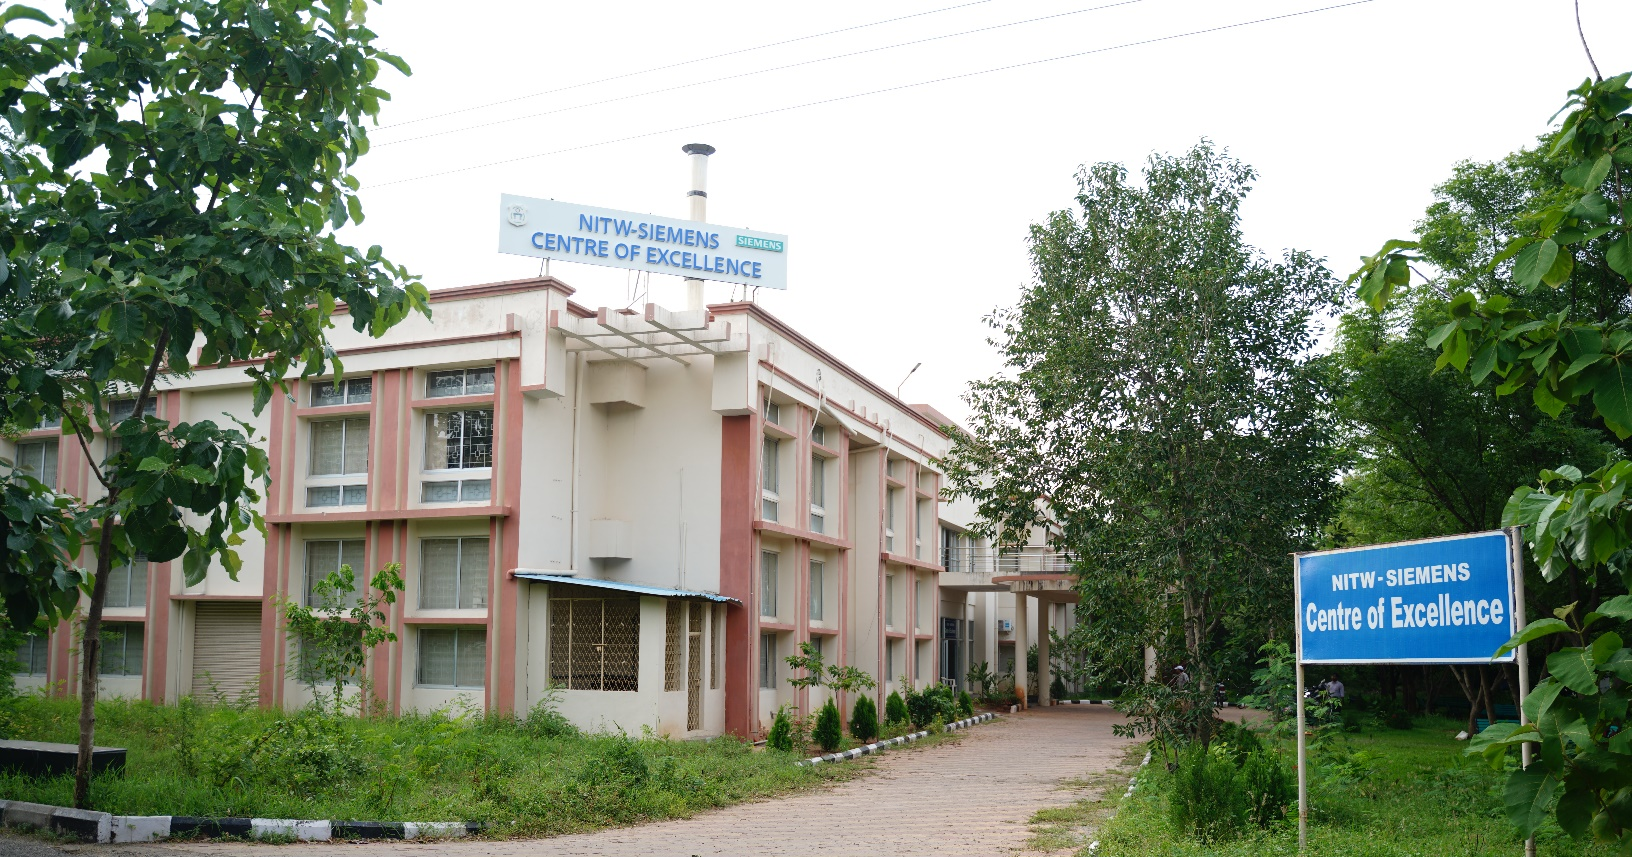 NITW-SIEMENS
SIEMENS
CENTRE OF EXCELLENCE
NITW-SIEMENS
Centre of Excellence